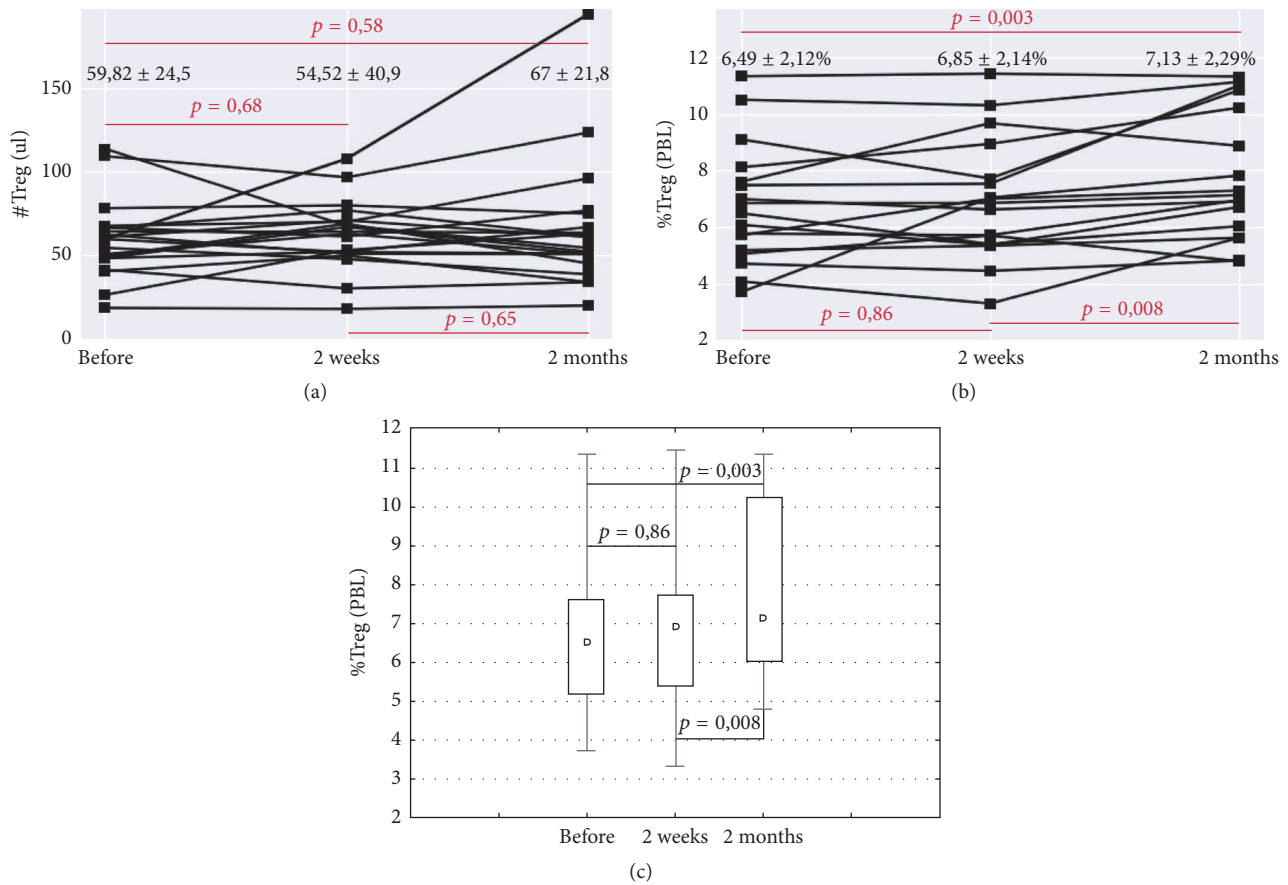 p = 0,58
59,82 ± 24,5 54,52 ± 40,9 67 ± 21,8
150
p = 0,68
100
50
p = 0,65
0
#Treg (ul)
Before 2 weeks 2 months
(a)
p = 0,003
12
6,49 ± 2,12% 6,85 ± 2,14% 7,13 ± 2,29%
10
8
6
4
p = 0,86 p = 0,008
2
%Treg (PBL)
Before 2 weeks 2 months
(b)
12
11
p = 0,003
10
p = 0,86
9
8
7
6
5
p = 0,008
4
3
2
%Treg (PBL)
Before 2 weeks 2 months
(c)